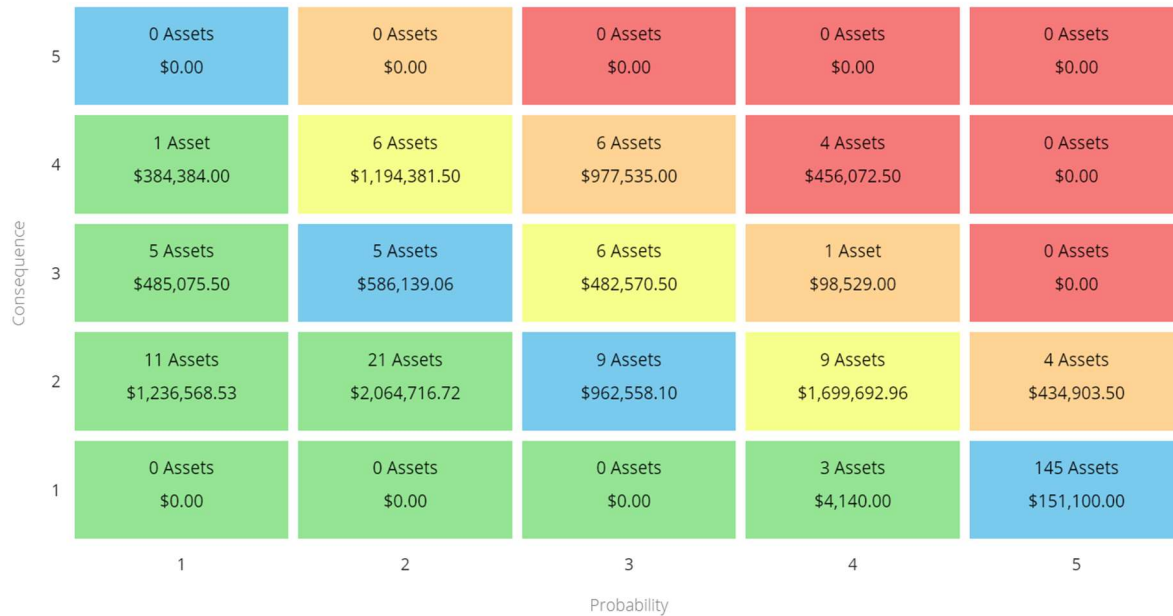 5
0 Assets
$0.00
0 Assets
$0.00
0 Assets
$0.00
0 Assets
$0.00
0 Assets
$0.00
4
1 Asset
$384,384.00
6 Assets
$1,194,381.50
6 Assets
$977,535.00
4 Assets
$456,072.50
0 Assets
$0.00
Consequence
3
5 Assets
$485,075.50
5 Assets
$586,139.06
6 Assets
$482,570.50
1 Asset
$98,529.00
0 Assets
$0.00
2
11 Assets
$1,236,568.53
21 Assets
$2,064,716.72
9 Assets
$962,558.10
9 Assets
$1,699,692.96
4 Assets
$434,903.50
1
0 Assets
$0.00
0 Assets
$0.00
0 Assets
$0.00
3 Assets
$4,140.00
145 Assets
$151,100.00
1
2
3
4
5
Probability